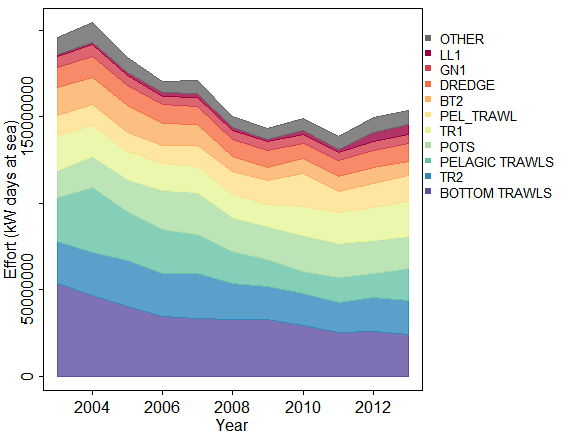 Effort (kW days at sea)
150000000
50000000
0
2004 2006 2008 2010 2012
Year
OTHER
LL1
GN1
DREDGE
BT2
PEL_TRAWL
TR1
POTS
PELAGIC TRAWLS
TR2
BOTTOM TRAWLS